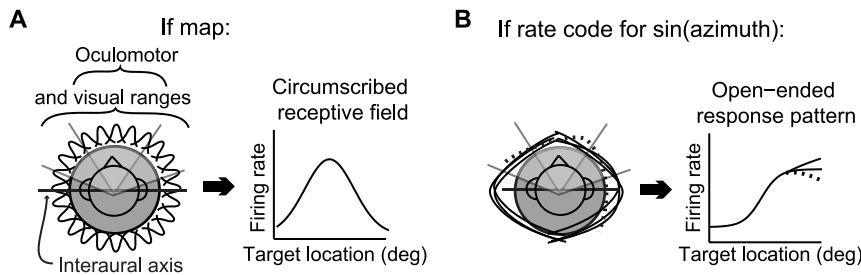 A
If map:
Oculomotor
and visual ranges
Interaural axis
Circumscribed
receptive field
Firing rate
Target location (deg)
B
If rate code for sin(azimuth):
Open−ended
response pattern
Firing rate
Target location (deg)